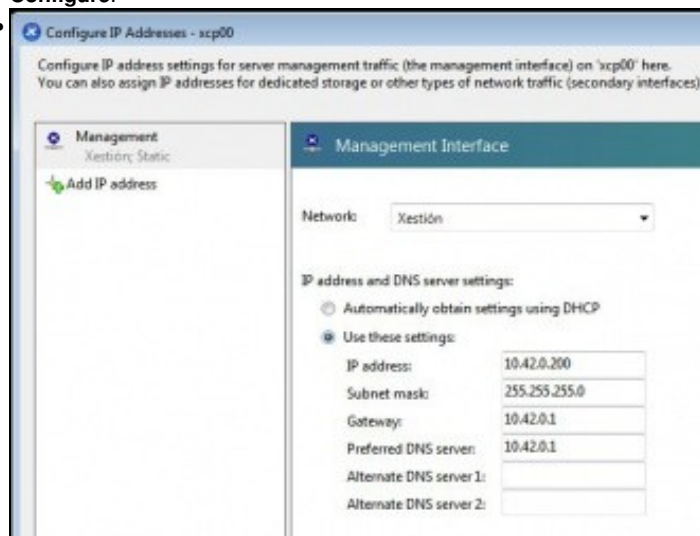 Configure.
Configure IP Addresses - xcp00
Configure IP address settings for server management traffic (the management interface) on 'xcp00' here.
You can also assign IP addresses for dedicated storage or other types of network traffic (secondary interfaces)
Management
Xestión; Static
Add IP address
Management Interface
Network: Xestión
IP address and DNS server settings:
Automatically obtain settings using DHCP
Use these settings:
IP address: 10.42.0.200
Subnet mask: 255.255.255.0
Gateway: 10.42.0.1
Preferred DNS server: 10.42.0.1
Alternate DNS server 1:
Alternate DNS server 2: